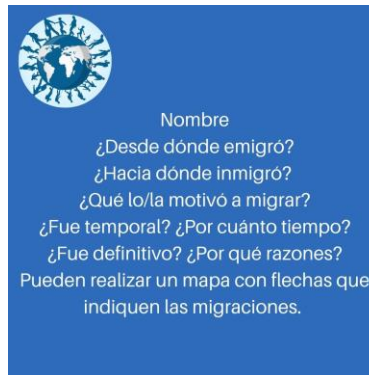 Nombre
¿Desde dónde emigró?
¿Hacia dónde inmigró?
¿Qué lo/la motivó a migrar?
¿Fue temporal? ¿Por cuánto tiempo?
¿Fue definitivo? ¿Por qué razones?
Pueden realizar un mapa con flechas que
indiquen las migraciones.